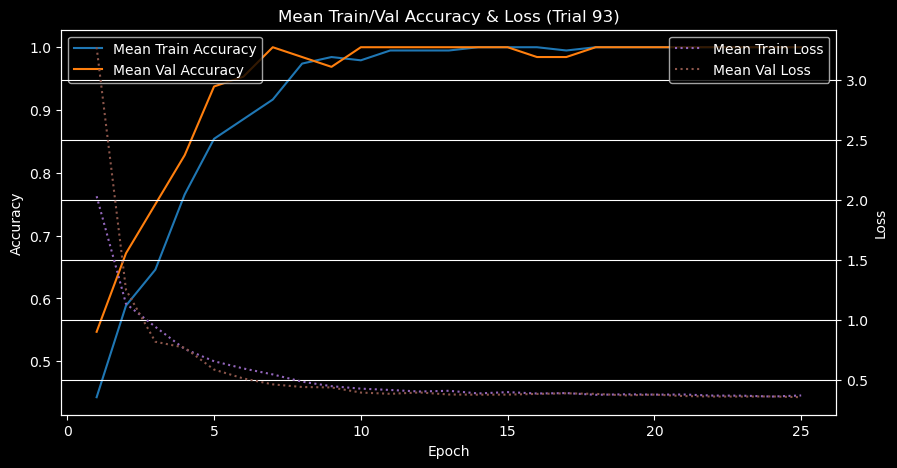 Mean Train/Val Accuracy & Loss (Trial 93)
Mean Train Accuracy
Mean Val Accuracy
Mean Train Loss
Mean Val Loss
1.0
0.9
0.8
0.7
0.6
0.5
Accuracy
3.0
2.5
2.0
1.5
1.0
0.5
Loss
0
5
10
15
20
25
Epoch